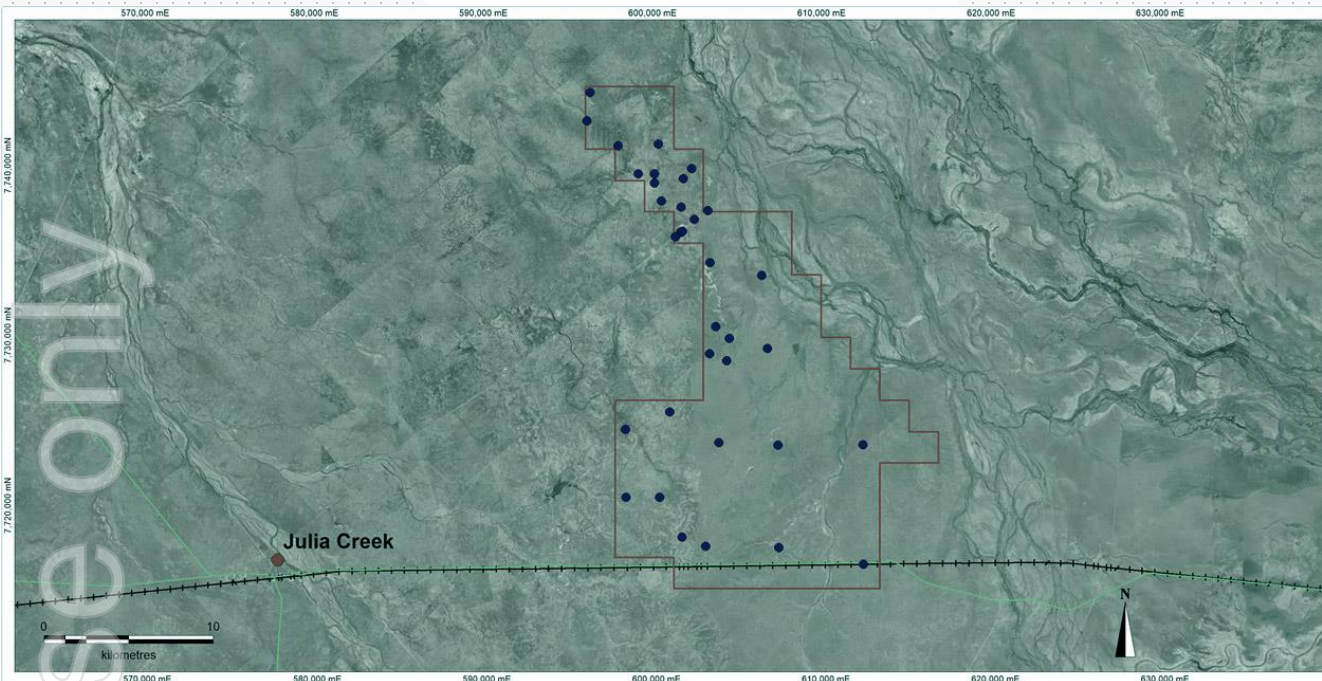 570,000 mE 580,000 mE 590,000 mE 600,000 mE 610,000 mE 620,000 mE 630,000 mE
7,740,000 mN
7,730,000 mN
7,720,000 mN
se only
Julia Creek
0 10
kilometres
N
570,000 mE 580,000 mE 590,000 mE 600,000 mE 610,000 mE 620,000 mE 630,000 mE